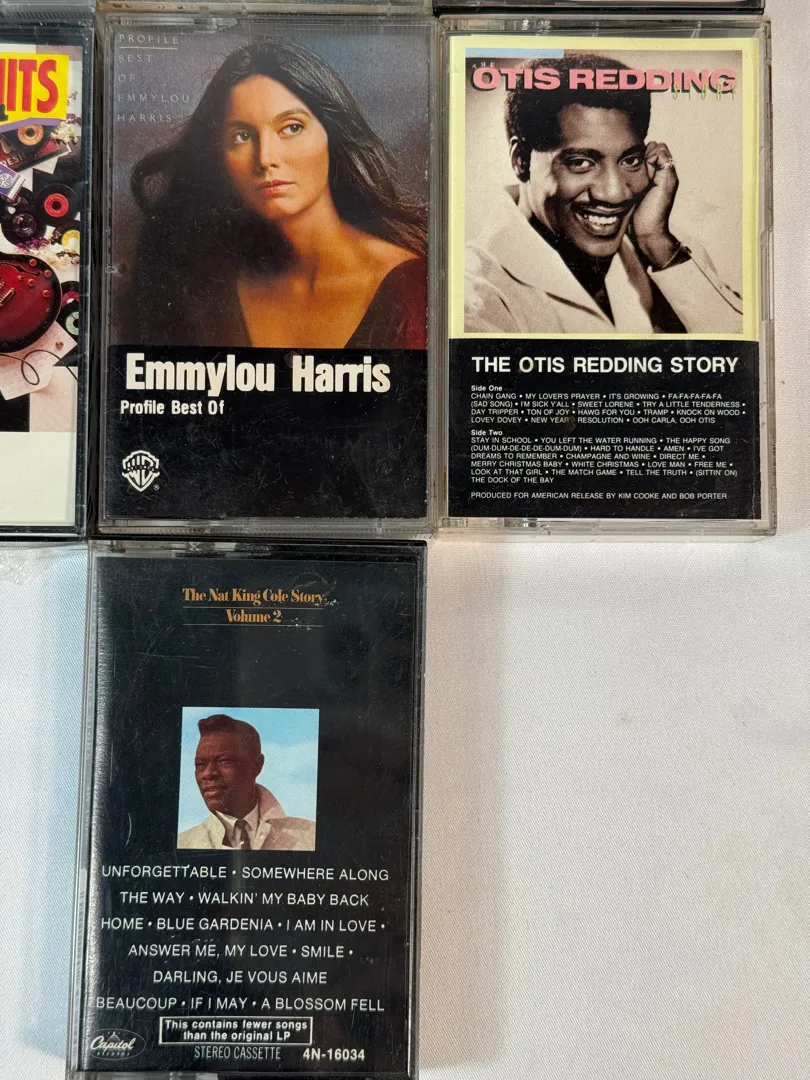 HITS
PROFILE
BEST
OF
EMMYLOU
HARRIS
Emmylou Harris
Profile Best Of
THE
OTIS REDDING
STORY
THE OTIS REDDING STORY
Side One
CHAIN GANG • MY LOVER'S PRAYER • IT'S GROWING • FA-FA-FA-FA-FA
(SAD SONG) • I'M SICK Y'ALL • SWEET LORENE • TRY A LITTLE TENDERNESS •
DAY TRIPPER • TON OF JOY • HAWG FOR YOU • TRAMP • KNOCK ON WOOD •
LOVEY DOVEY • NEW YEAR'S RESOLUTION • OOH CARLA, OOH OTIS
Side Two
STAY IN SCHOOL • YOU LEFT THE WATER RUNNING • THE HAPPY SONG
(DUM-DUM-DE-DE-DE-DUM-DUM) • HARD TO HANDLE • AMEN • I'VE GOT
DREAMS TO REMEMBER • CHAMPAGNE AND WINE • DIRECT ME •
MERRY CHRISTMAS BABY • WHITE CHRISTMAS • LOVE MAN • FREE ME •
LOOK AT THAT GIRL • THE MATCH GAME • TELL THE TRUTH • (SITTIN' ON)
THE DOCK OF THE BAY
PRODUCED FOR AMERICAN RELEASE BY KIM COOKE AND BOB PORTER
The Nat King Cole Story
Volume 2
UNFORGETTABLE • SOMEWHERE ALONG
THE WAY • WALKIN' MY BABY BACK
HOME • BLUE GARDENIA • I AM IN LOVE •
ANSWER ME, MY LOVE • SMILE •
DARLING, JE VOUS AIME
BEAUCOUP • IF I MAY • A BLOSSOM FELL
This contains fewer songs
than the original LP
Capitol
RECORDS
STEREO CASSETTE 4N-16034